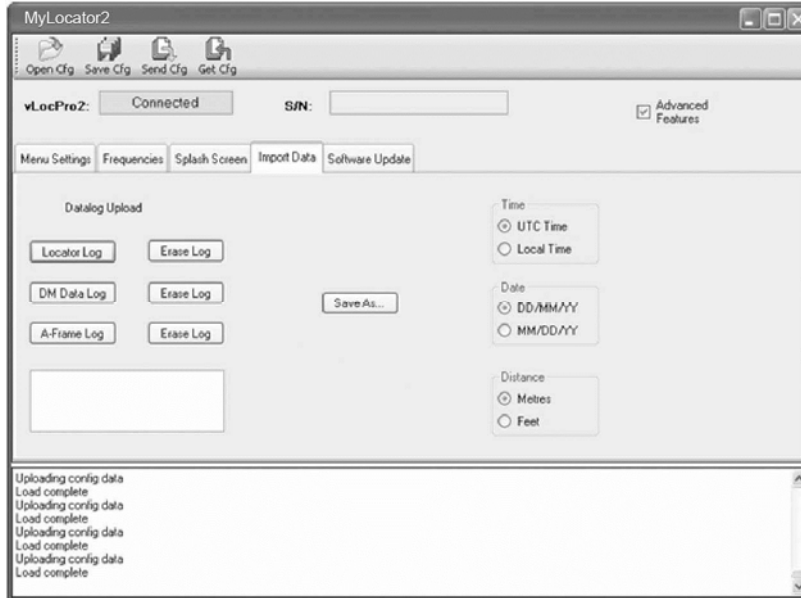 MyLocator2
Open Cfg Save Cfg Send Cfg Get Cfg
vLocPro2: Connected S/N: Advanced Features
Menu Settings Frequencies Splash Screen Import Data Software Update
Datalog Upload
Locator Log Erase Log
DM Data Log Erase Log
A-Frame Log Erase Log
Save As...
Time
UTC Time
Local Time
Date
DD/MM/YY
MM/DD/YY
Distance
Metres
Feet
Uploading config data
Load complete
Uploading config data
Load complete
Uploading config data
Load complete
Uploading config data
Load complete